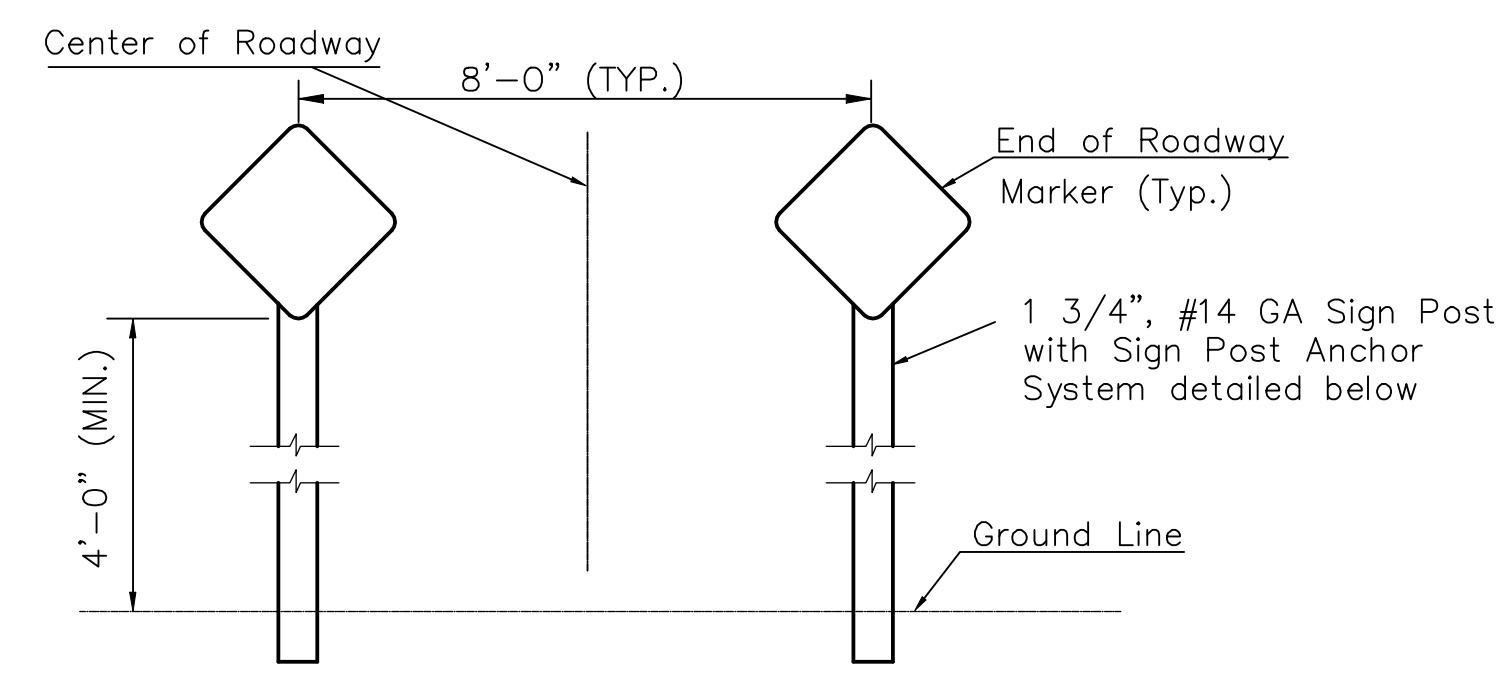 Center of Roadway
8'-0" (TYP.)
End of Roadway
Marker (Typ.)
1 3/4", #14 GA Sign Post
with Sign Post Anchor
System detailed below
4'-0" (MIN.)
Ground Line